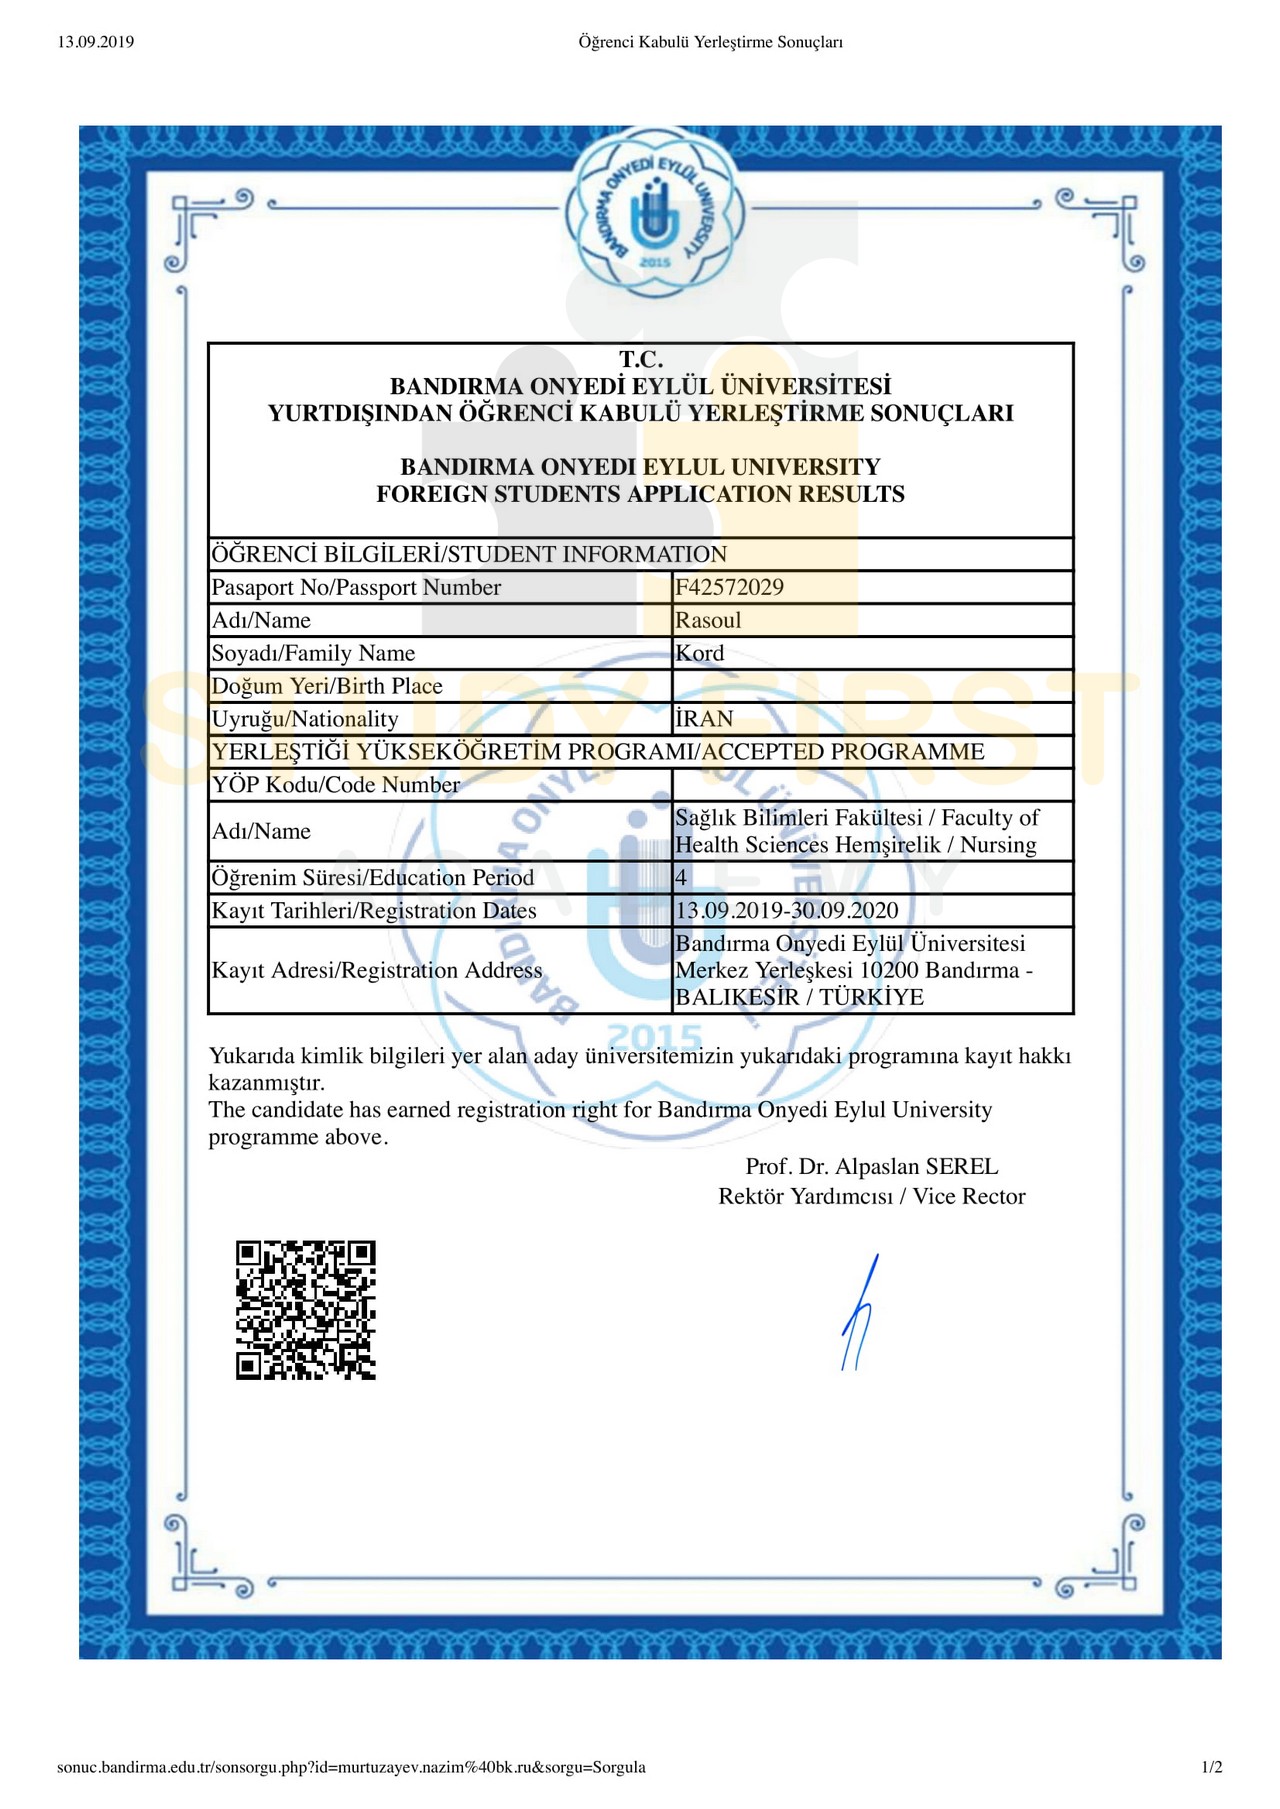 13.09.2019
Öğrenci Kabulü Yerleştirme Sonuçları
BANDIRMA ONYEDİ EYLÜL UNIVERSITY
2015
T.C.
BANDIRMA ONYEDİ EYLÜL ÜNİVERSİTESİ
YURTDIŞINDAN ÖĞRENCİ KABULÜ YERLEŞTİRME SONUÇLARI
BANDIRMA ONYEDI EYLUL UNIVERSITY
FOREIGN STUDENTS APPLICATION RESULTS
ÖĞRENCİ BİLGİLERİ/STUDENT INFORMATION
Pasaport No/Passport Number F42572029
Adı/Name Rasoul
Soyadı/Family Name Kord
Doğum Yeri/Birth Place
Uyruğu/Nationality İRAN
STUDY FIRST
YERLEŞTİĞİ YÜKSEKÖĞRETİM PROGRAMI/ACCEPTED PROGRAMME
YÖP Kodu/Code Number
Adı/Name
Sağlık Bilimleri Fakültesi / Faculty of
Health Sciences Hemşirelik / Nursing
ACADEMY
Öğrenim Süresi/Education Period 4
Kayıt Tarihleri/Registration Dates 13.09.2019-30.09.2020
Kayıt Adresi/Registration Address
Bandırma Onyedi Eylül Üniversitesi
Merkez Yerleşkesi 10200 Bandırma -
BALIKESİR / TÜRKİYE
BANDIRMA ONYEDİ EYLÜL ÜNİVERSİTESİ
2015
Yukarıda kimlik bilgileri yer alan aday üniversitemizin yukarıdaki programına kayıt hakkı
kazanmıştır.
The candidate has earned registration right for Bandırma Onyedi Eylul University
programme above.
Prof. Dr. Alpaslan SEREL
Rektör Yardımcısı / Vice Rector
sonuc.bandirma.edu.tr/sonsorgu.php?id=murtuzayev.nazim%40bk.ru&sorgu=Sorgula
1/2